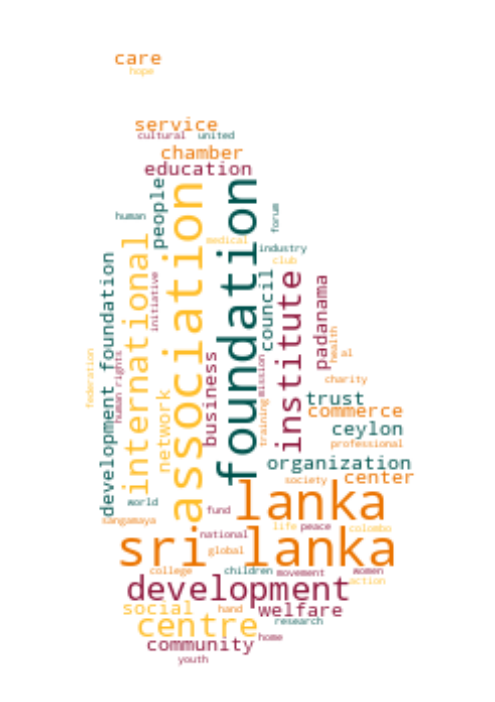 care
hope
service
cultural united
chamber
education
people
association
foundation
human
forum
medical
industry
club
international
initiative
council
institute
padanama
development foundation
federation
human rights
network
business
mission
training
health
al
charity
trust
commerce
ceylon
professional
organization
center
society
world
fund
lanka
sangamaya
national
life peace
colombo
sri lanka
global
college
children movement women
action
development
social
hand
welfare
centre
research
community
home
youth